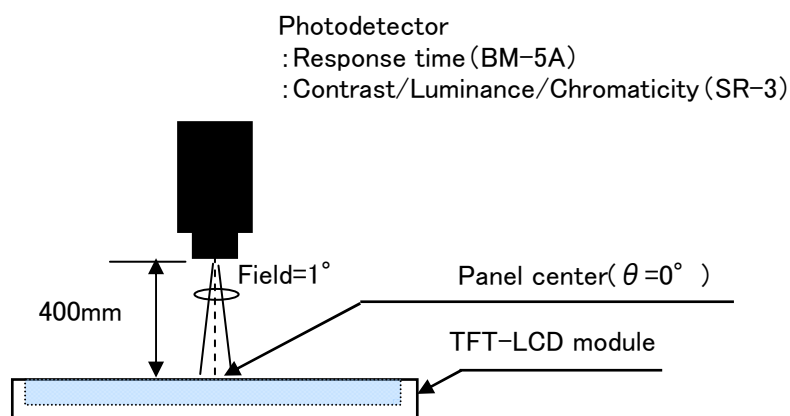 Photodetector
:Response time(BM-5A)
:Contrast/Luminance/Chromaticity(SR-3)
Field=1°
Panel center(θ=0° )
400mm
TFT-LCD module